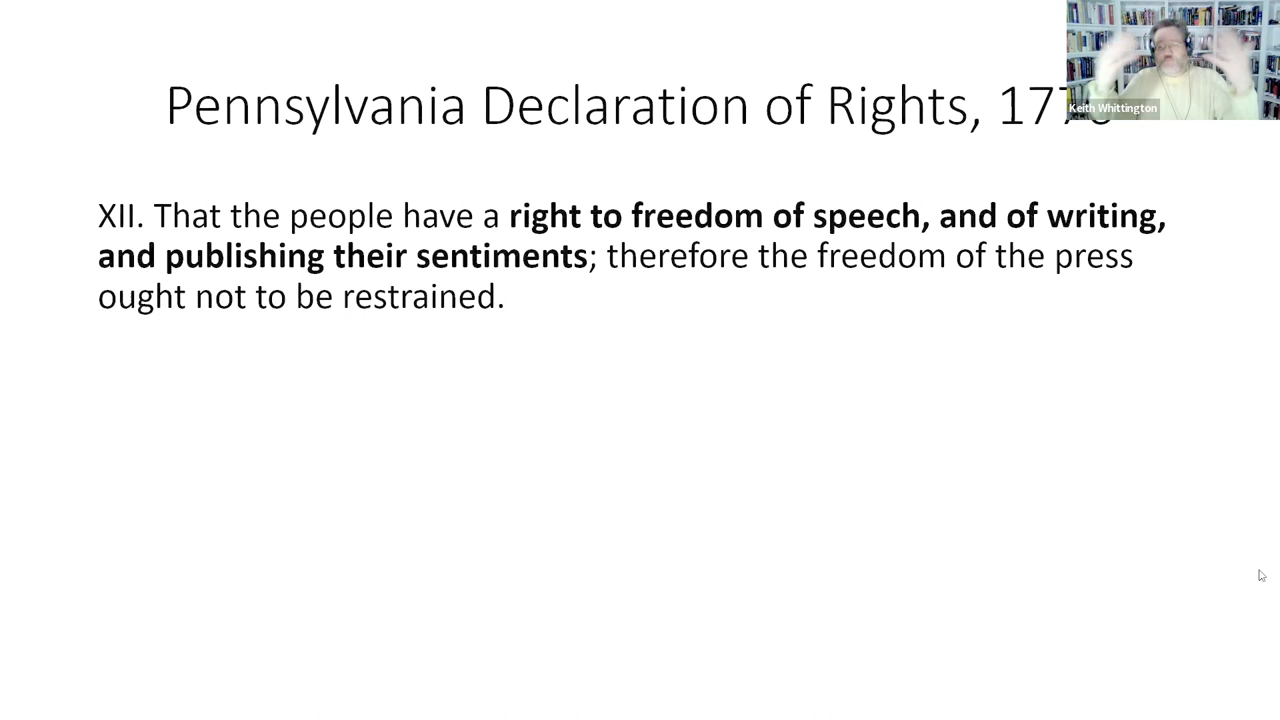 Pennsylvania Declaration of Rights,
Keith Whittington
XII. That the people have a right to freedom of speech, and of writing,
and publishing their sentiments; therefore the freedom of the press
ought not to be restrained.